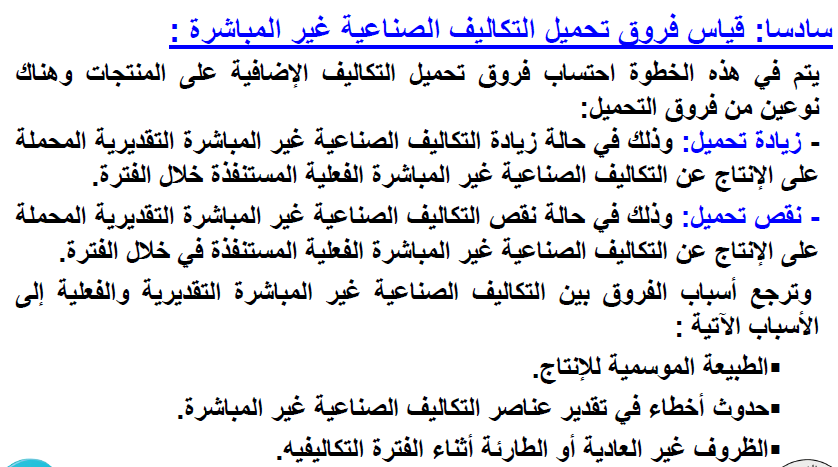 سادسا: قياس فروق تحميل التكاليف الصناعية غير المباشرة :
يتم في هذه الخطوة احتساب فروق تحميل التكاليف الإضافية على المنتجات وهناك
نوعين من فروق التحميل:
- زيادة تحميل: وذلك في حالة زيادة التكاليف الصناعية غير المباشرة التقديرية المحملة
على الإنتاج عن التكاليف الصناعية غير المباشرة الفعلية المستنفذة خلال الفترة.
- نقص تحميل: وذلك في حالة نقص التكاليف الصناعية غير المباشرة التقديرية المحملة
على الإنتاج عن التكاليف الصناعية غير المباشرة الفعلية المستنفذة في خلال الفترة.
وترجع أسباب الفروق بين التكاليف الصناعية غير المباشرة التقديرية والفعلية إلى
الأسباب الآتية :
▪الطبيعة الموسمية للإنتاج.
▪حدوث أخطاء في تقدير عناصر التكاليف الصناعية غير المباشرة.
▪الظروف غير العادية أو الطارئة أثناء الفترة التكاليفيه.